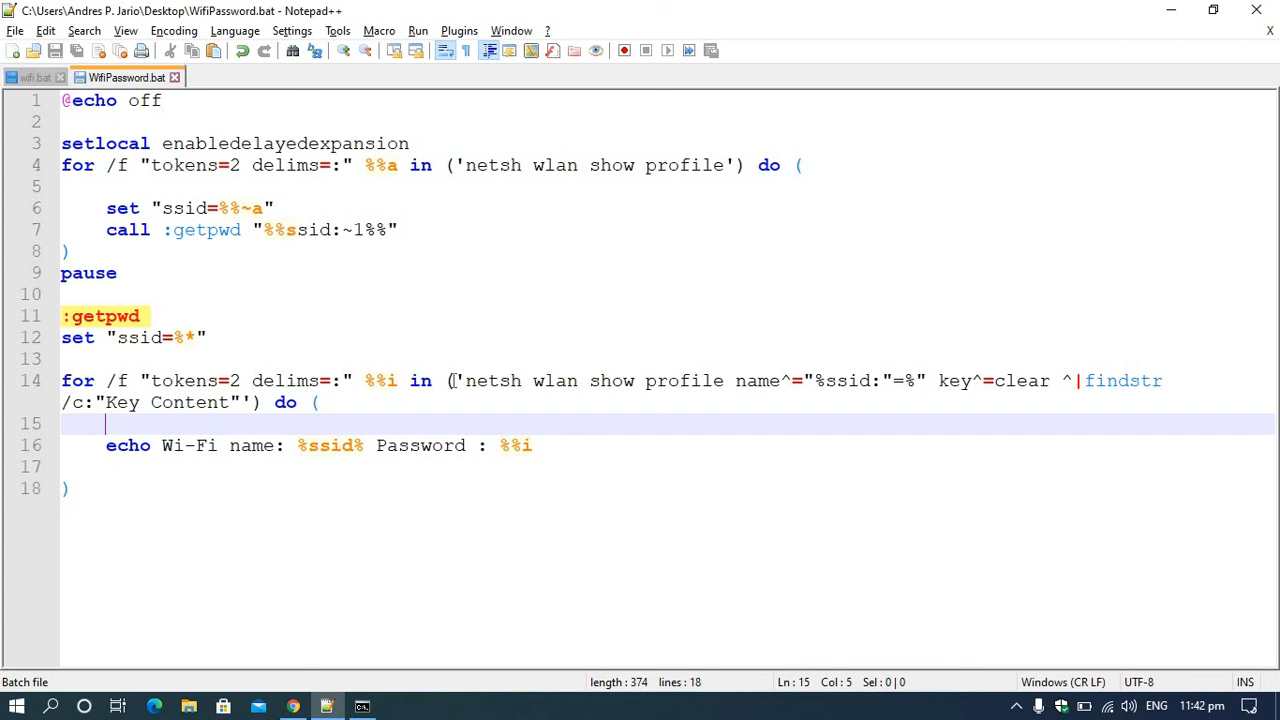 C:\Users\Andres P. Jario\Desktop\WifiPassword.bat - Notepad++
File Edit Search View Encoding Language Settings Tools Macro Run Plugins Window ? X
wifi.bat WifiPassword.bat
1 @echo off
2
3 setlocal enabledelayedexpansion
4 for /f "tokens=2 delims=:" %%a in ('netsh wlan show profile') do (
5
6 set "ssid=%%~a"
7 call :getpwd "%%ssid:~1%%"
8 )
9 pause
10
11 :getpwd
12 set "ssid=%*"
13
14 for /f "tokens=2 delims=:" %%i in ('netsh wlan show profile name^="%ssid:"=%" key^=clear ^|findstr
/c:"Key Content"') do (
15
16 echo Wi-Fi name: %ssid% Password : %%i
17
18 )
Batch file length : 374 lines : 18 Ln : 15 Col : 5 Sel : 0 | 0 Windows (CR LF) UTF-8 INS
ENG 11:42 pm